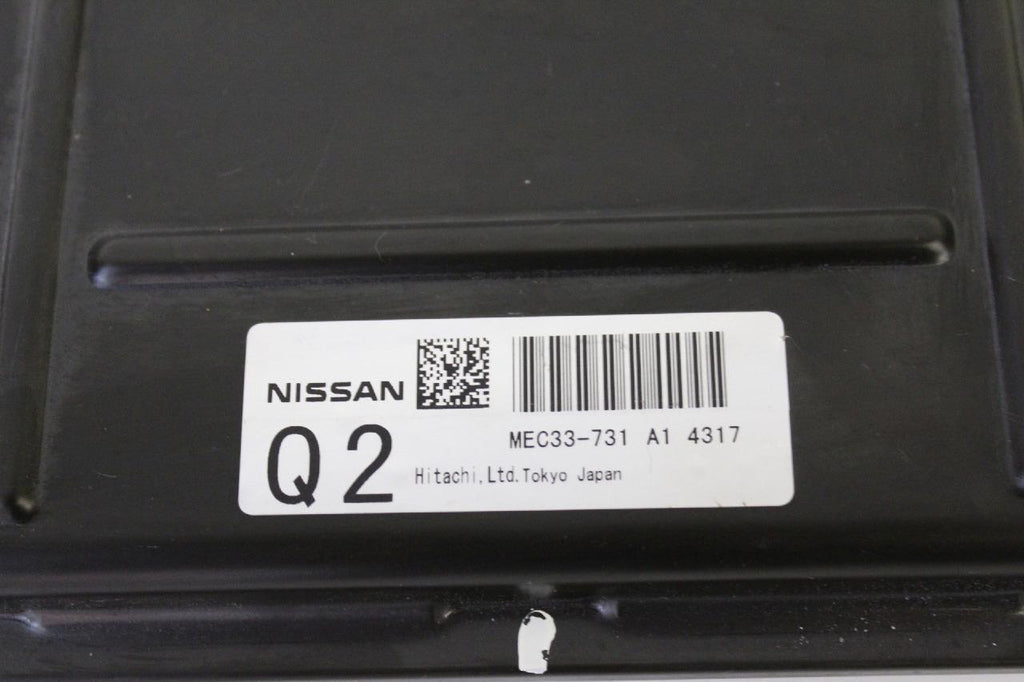 NISSAN
Q2
MEC33-731 A1 4317
Hitachi,Ltd.Tokyo Japan